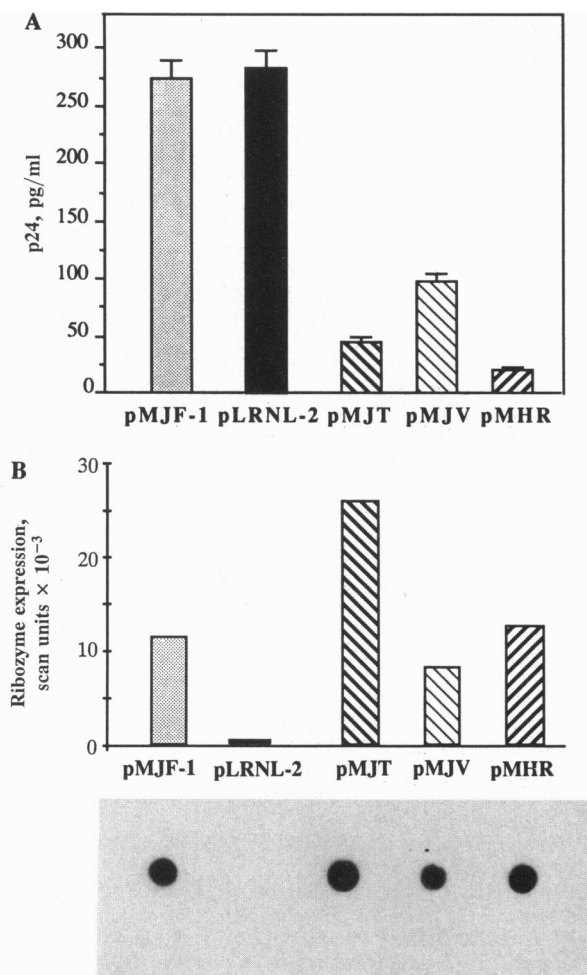 A
300
250
200
150
100
50
0
p24, pg/ml
pMJF-1 pLRNL-2 pMJT pMJV pMHR
B
30
20
10
0
Ribozyme expression,
scan units × 10⁻³
pMJF-1 pLRNL-2 pMJT pMJV pMHR